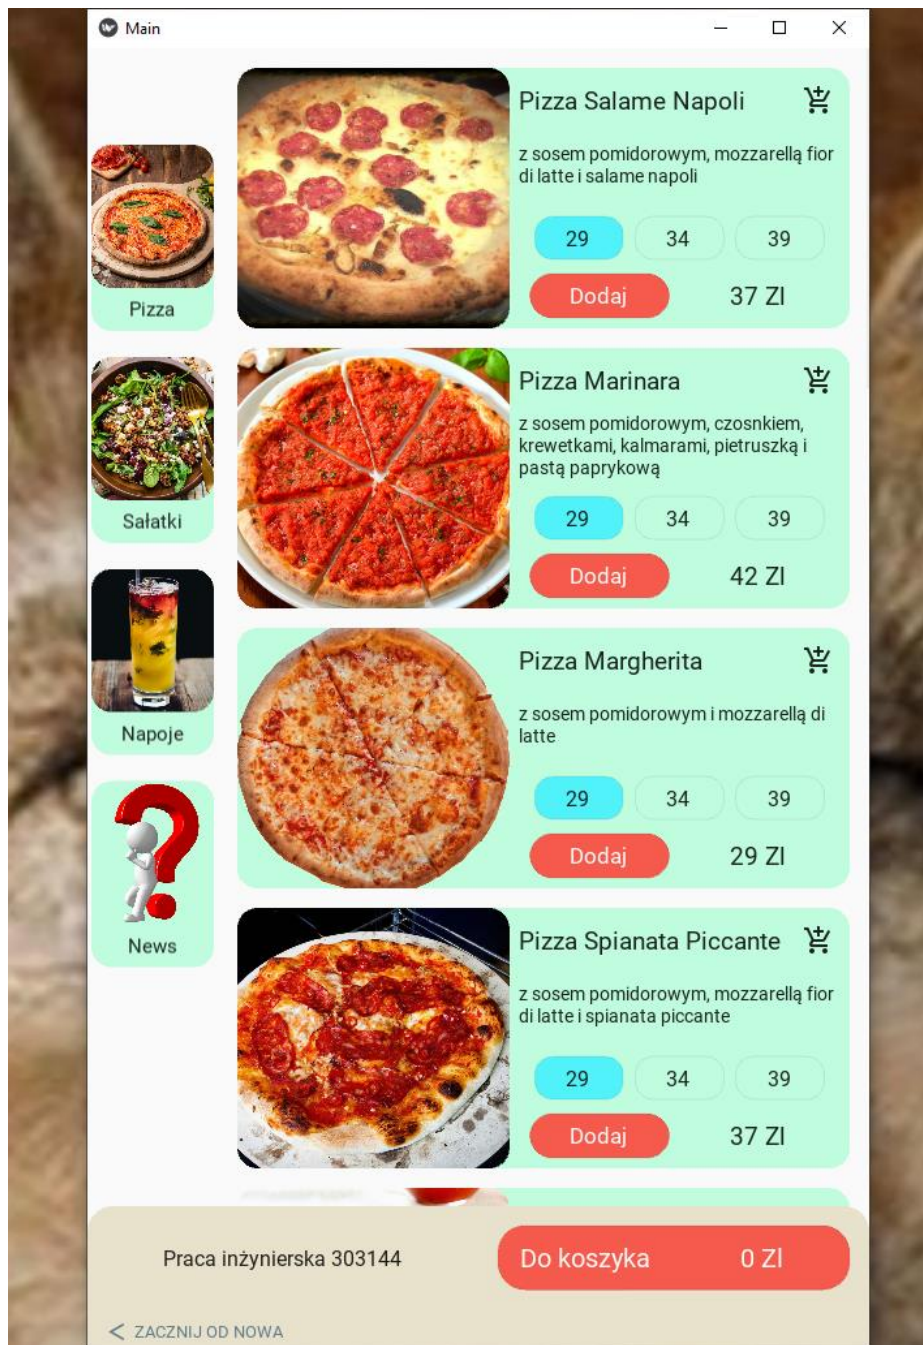 Main
Pizza
Sałatki
Napoje
News
Pizza Salame Napoli
z sosem pomidorowym, mozzarellą fior
di latte i salame napoli
29 34 39
Dodaj 37 Zl
Pizza Marinara
z sosem pomidorowym, czosnkiem,
krewetkami, kalmarami, pietruszką i
pastą paprykową
29 34 39
Dodaj 42 Zl
Pizza Margherita
z sosem pomidorowym i mozzarellą di
latte
29 34 39
Dodaj 29 Zl
Pizza Spianata Piccante
z sosem pomidorowym, mozzarellą fior
di latte i spianata piccante
29 34 39
Dodaj 37 Zl
Praca inżynierska 303144
Do koszyka 0 Zl
< ZACZNIJ OD NOWA